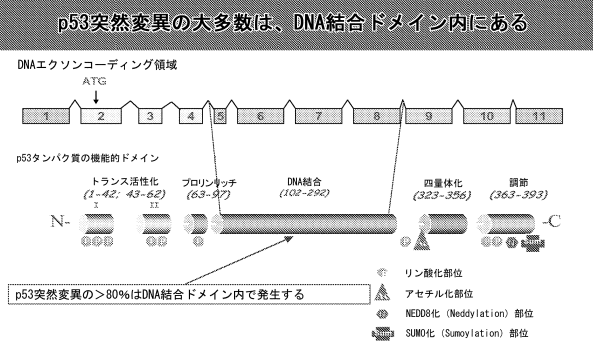 p53突然変異の大多数は、DNA結合ドメイン内にある
DNAエクソンコーディング領域
ATG
1 2 3 4 5 6 7 8 9 10 11
p53タンパク質の機能的ドメイン
トランス活性化 プロリンリッチ DNA結合 四量体化 調節
(1-42; 43-62) (63-97) (102-292) (323-356) (363-393)
I II
N- -C
p53突然変異の>80%はDNA結合ドメイン内で発生する
リン酸化部位
アセチル化部位
NEDD8化 (Neddylation) 部位
SUMO化 (Sumoylation) 部位